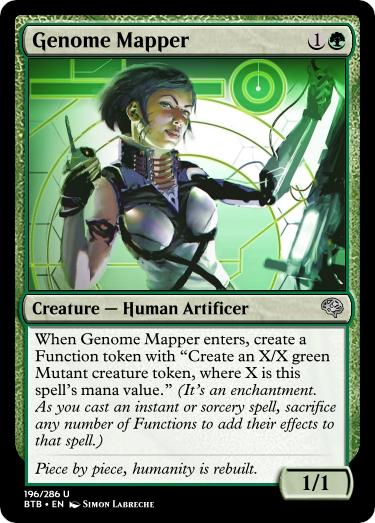 Genome Mapper 1
Creature — Human Artificer
When Genome Mapper enters, create a
Function token with “Create an X/X green
Mutant creature token, where X is this
spell’s mana value.” (It’s an enchantment.
As you cast an instant or sorcery spell, sacrifice
any number of Functions to add their effects to
that spell.)
Piece by piece, humanity is rebuilt.
1/1
196/286 U
BTB • EN Simon Labreche